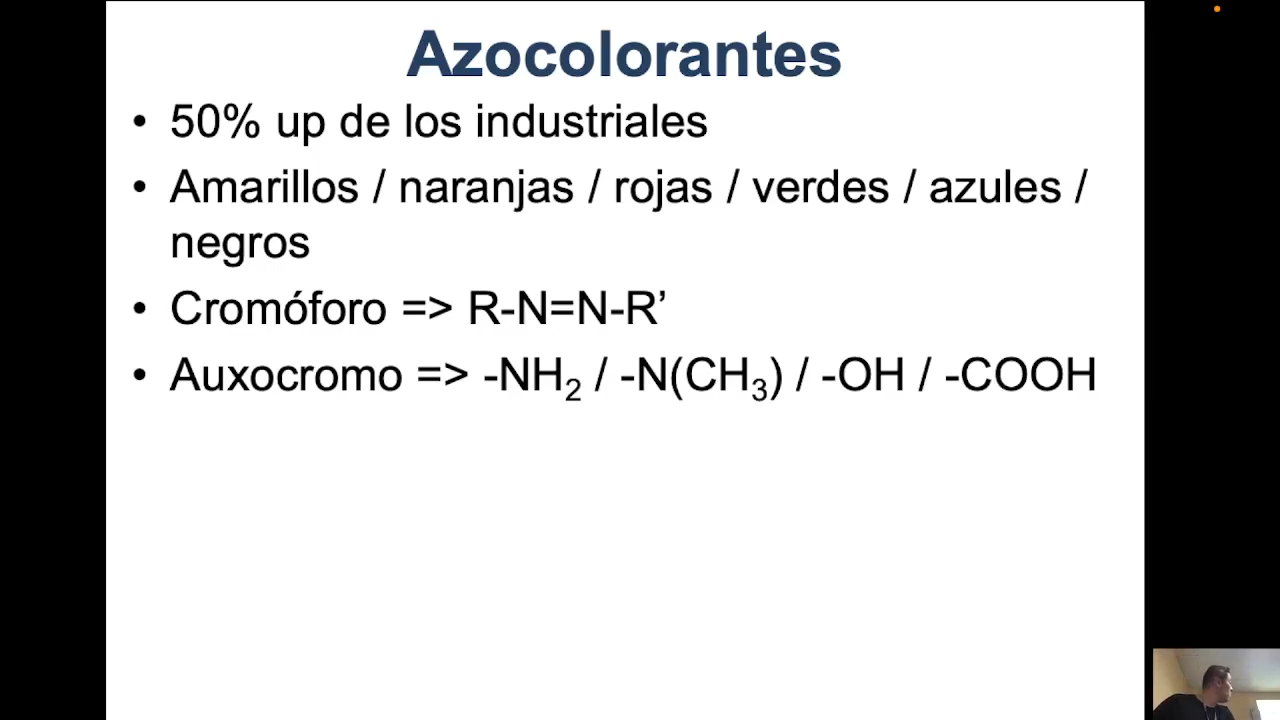 Azocolorantes
• 50% up de los industriales
• Amarillos / naranjas / rojas / verdes / azules /
negros
• Cromóforo => R-N=N-R’
• Auxocromo => -NH₂ / -N(CH₃) / -OH / -COOH